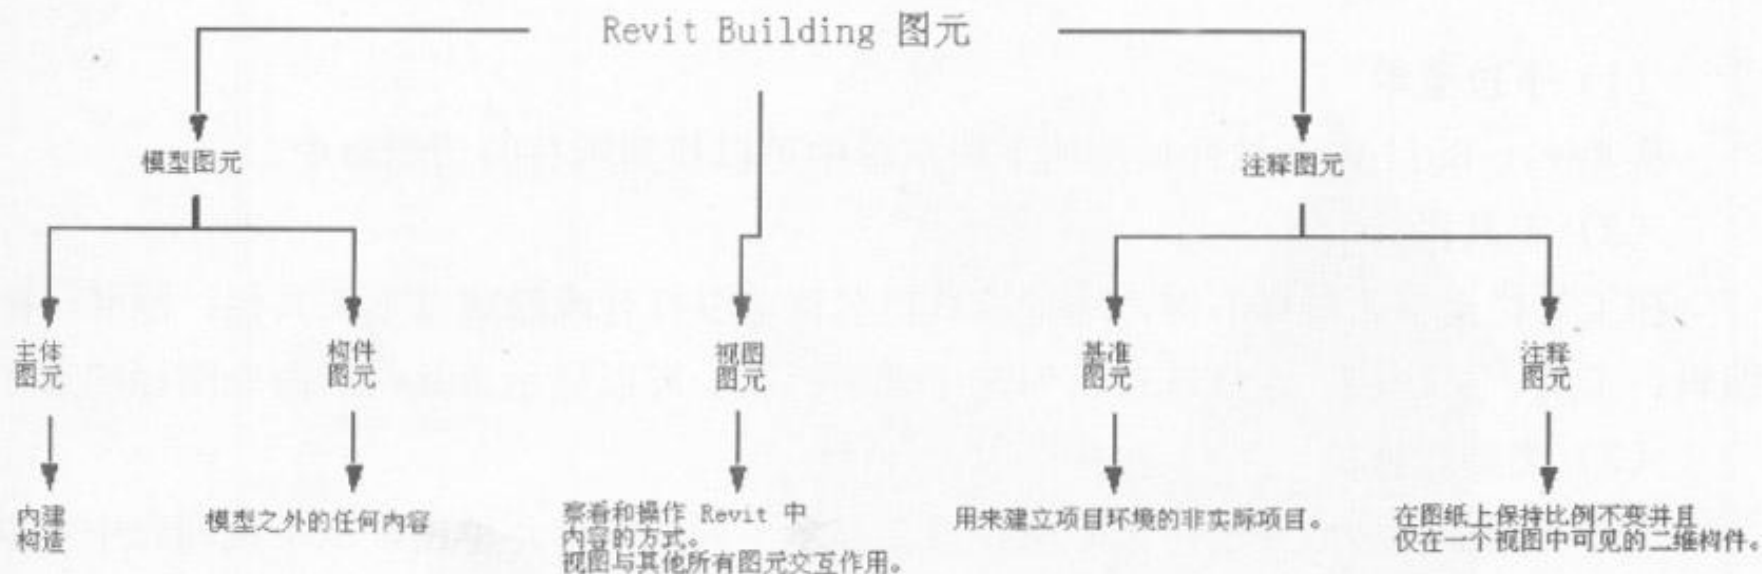 Revit Building 图元
模型图元
注释图元
主体
图元
构件
图元
视图
图元
基准
图元
注释
图元
内建
构造
模型之外的任何内容
察看和操作 Revit 中
内容的方式。
视图与其他所有图元交互作用。
用来建立项目环境的非实际项目。
在图纸上保持比例不变并且
仅在一个视图中可见的二维构件。